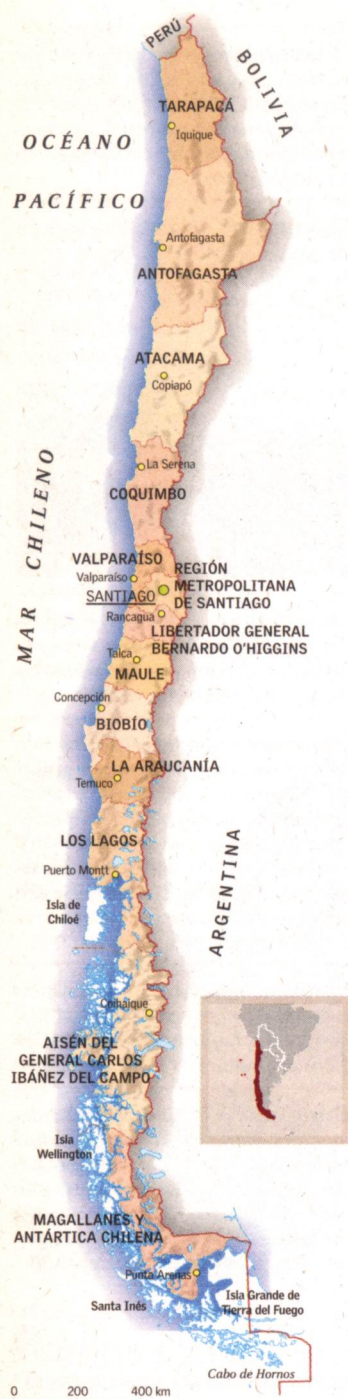 PERÚ
BOLIVIA
TARAPACÁ
Iquique
OCÉANO
PACÍFICO
Antofagasta
ANTOFAGASTA
ATACAMA
Copiapó
La Serena
COQUIMBO
MAR CHILENO
VALPARAÍSO
Valparaíso
REGIÓN
METROPOLITANA
DE SANTIAGO
SANTIAGO
Rancagua
LIBERTADOR GENERAL
BERNARDO O'HIGGINS
Talca
MAULE
Concepción
BIOBÍO
LA ARAUCANÍA
Temuco
LOS LAGOS
Puerto Montt
ARGENTINA
Isla de
Chiloé
Coihaique
AISÉN DEL
GENERAL CARLOS
IBÁÑEZ DEL CAMPO
Isla
Wellington
MAGALLANES Y
ANTÁRTICA CHILENA
Punta Arenas
Isla Grande de
Tierra del Fuego
Santa Inés
Cabo de Hornos
0 200 400 km